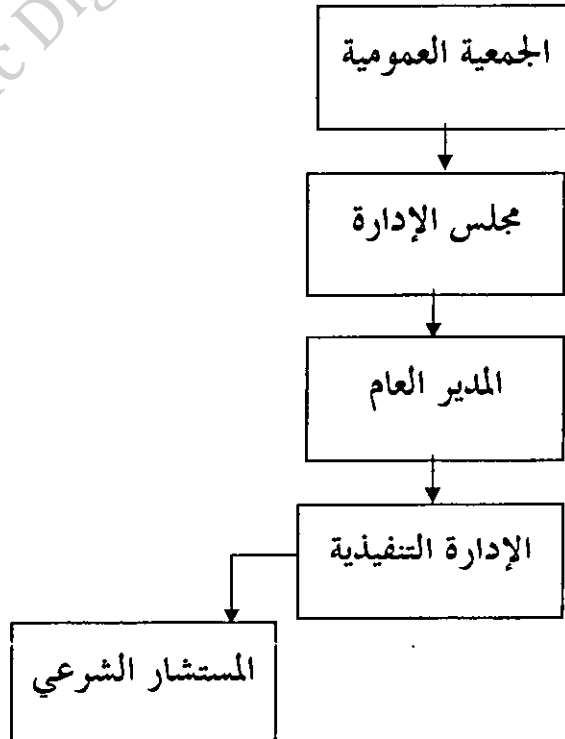 الجمعية العمومية
مجلس الإدارة
المدير العام
الإدارة التنفيذية
المستشار الشرعي